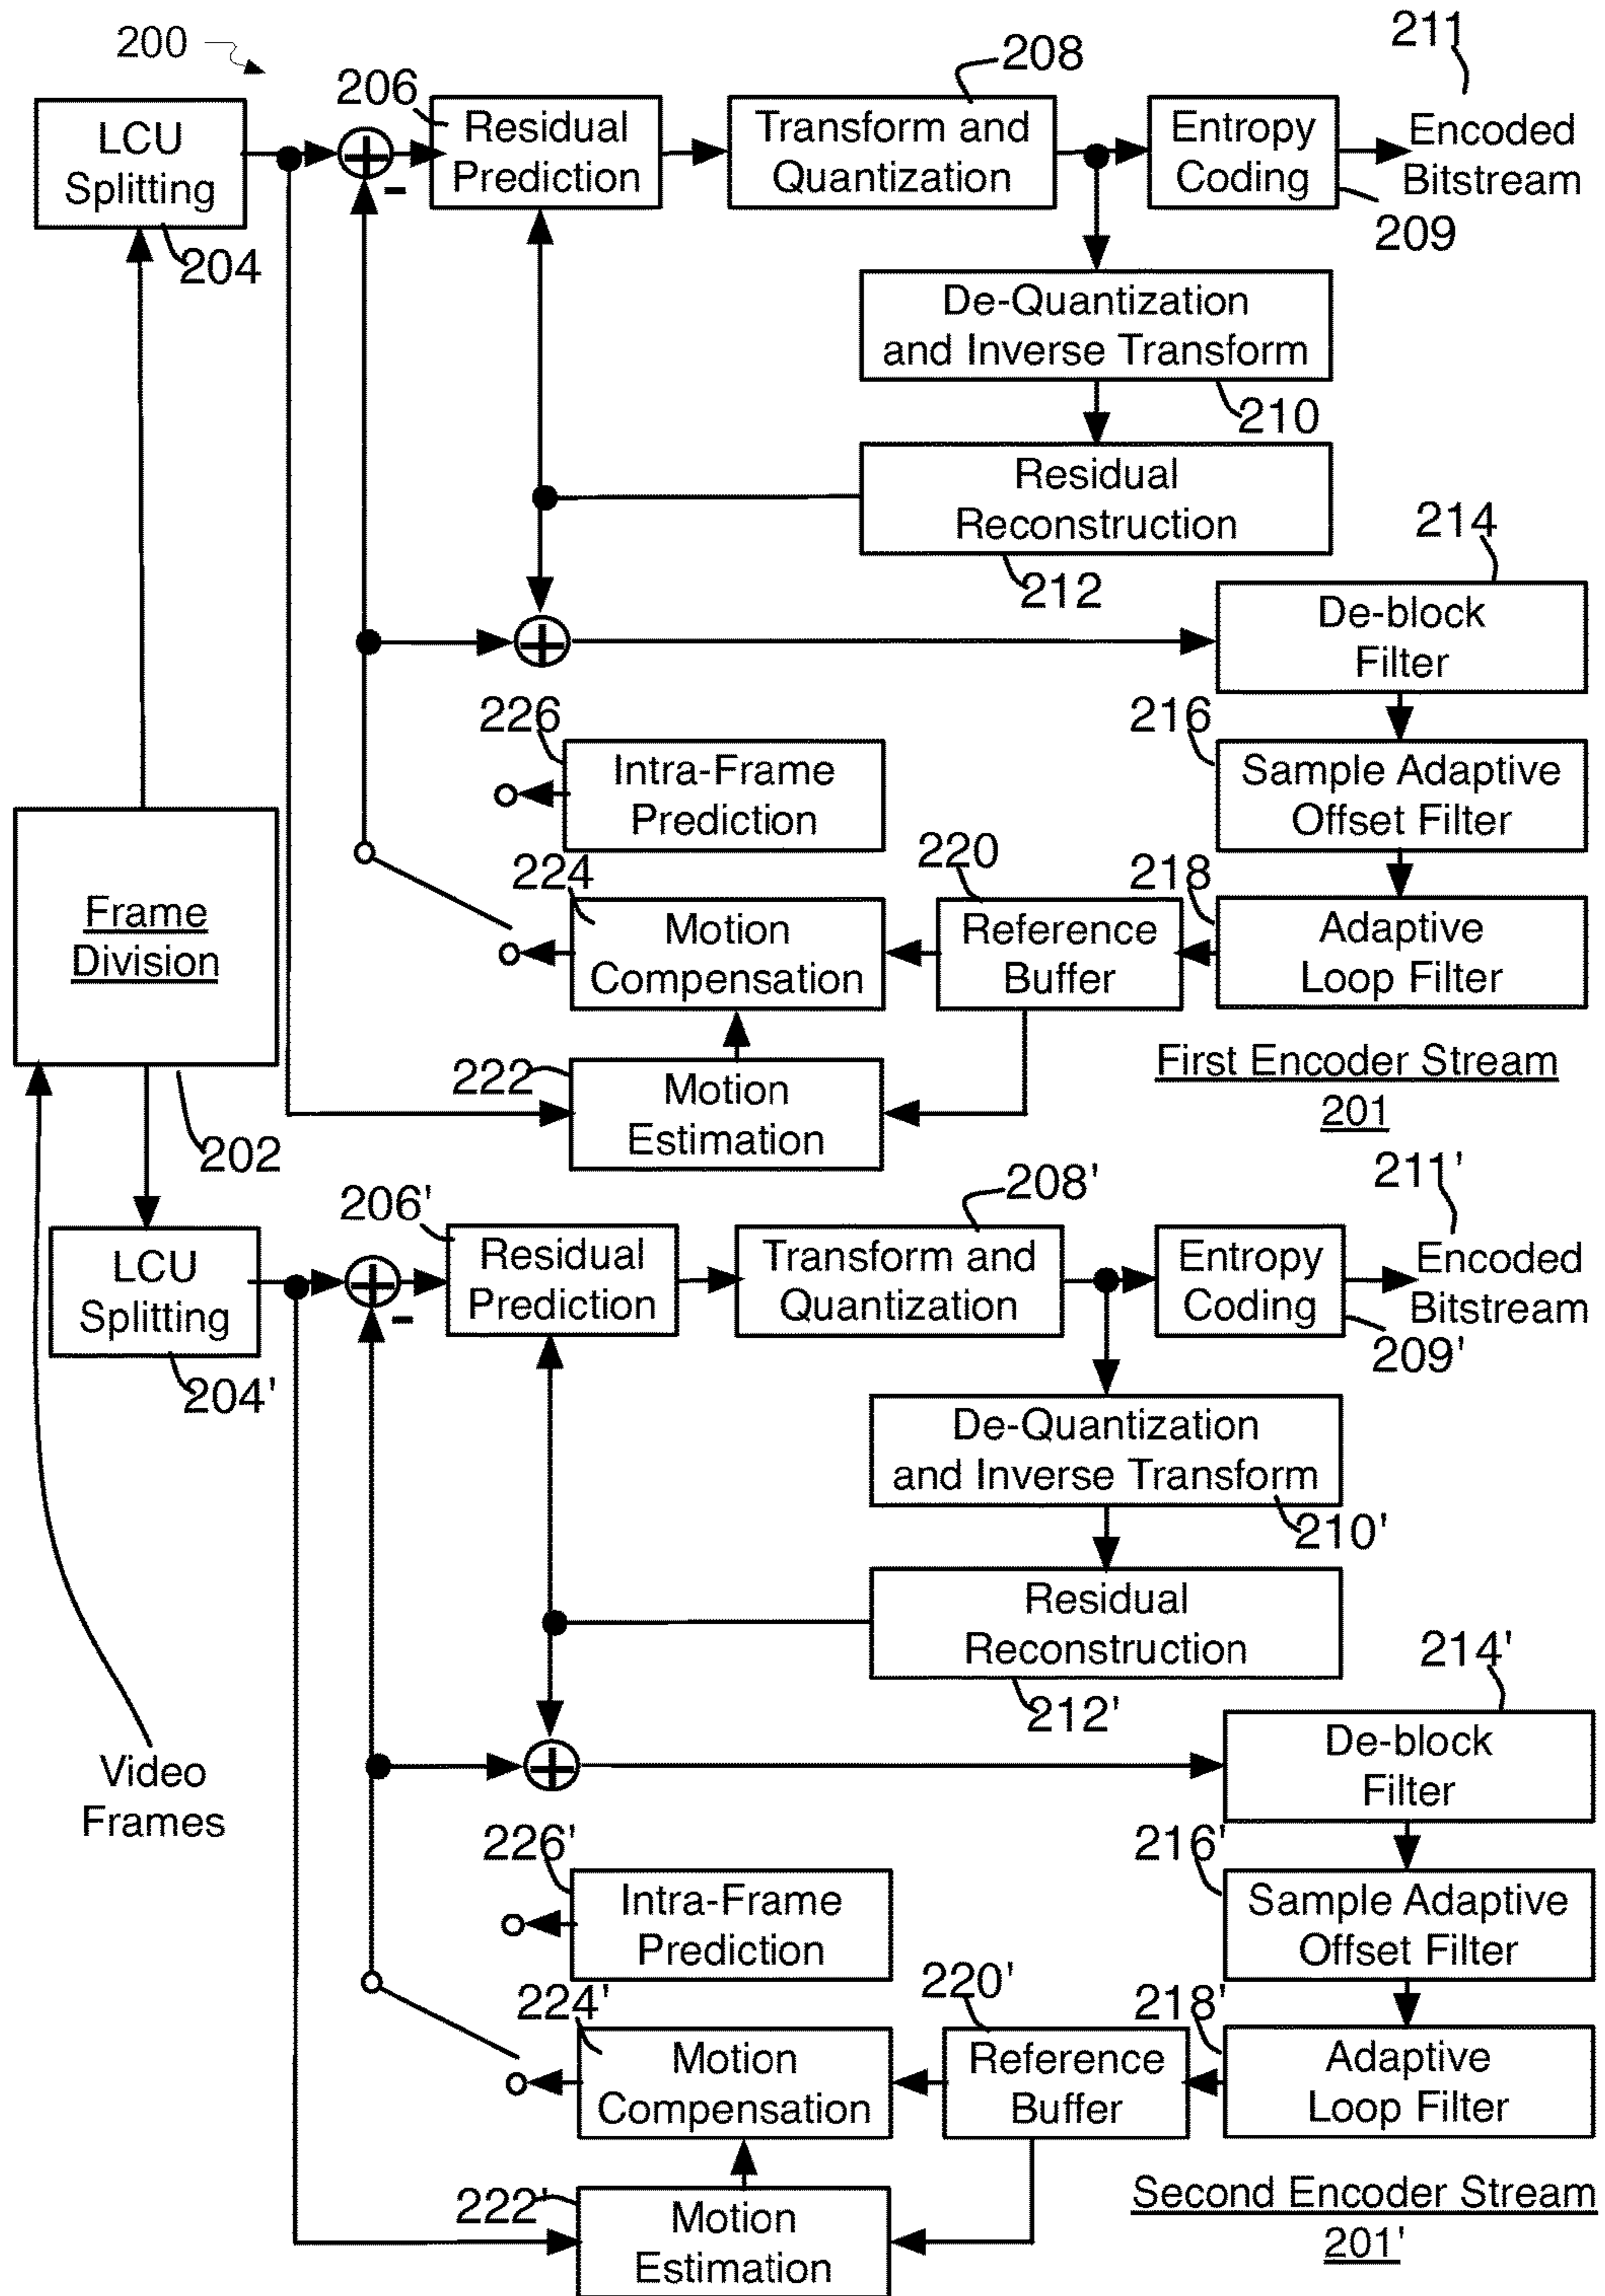 200
211
208
206
LCU
Splitting
Residual
Prediction
Transform and
Quantization
Entropy
Coding
Encoded
Bitstream
-
204
209
De-Quantization
and Inverse Transform
210
Residual
Reconstruction
212
214
De-block
Filter
226
216
Intra-Frame
Prediction
Sample Adaptive
Offset Filter
Frame
Division
224
220
218
Motion
Compensation
Reference
Buffer
Adaptive
Loop Filter
222
Motion
Estimation
First Encoder Stream
201
202
211'
208'
206'
LCU
Splitting
Residual
Prediction
Transform and
Quantization
Entropy
Coding
Encoded
Bitstream
-
204'
209'
De-Quantization
and Inverse Transform
210'
Residual
Reconstruction
212'
214'
De-block
Filter
Video
Frames
226'
216'
Intra-Frame
Prediction
Sample Adaptive
Offset Filter
224'
220'
218'
Motion
Compensation
Reference
Buffer
Adaptive
Loop Filter
222'
Motion
Estimation
Second Encoder Stream
201'